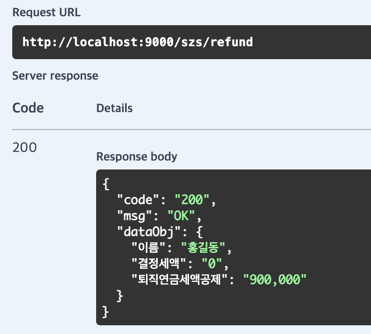 Request URL
http://localhost:9000/szs/refund
Server response
Code Details
200
Response body
{
"code": "200",
"msg": "OK",
"dataObj": {
"이름": "홍길동",
"결정세액": "0",
"퇴직연금세액공제": "900,000"
}
}